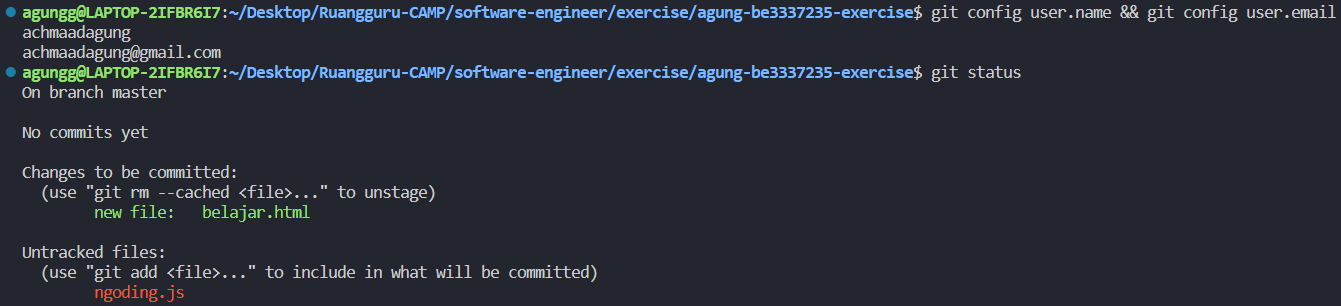 agungg@LAPTOP-2IFBR6I7:~/Desktop/Ruangguru-CAMP/software-engineer/exercise/agung-be3337235-exercise$ git config user.name && git config user.email
achmaadagung
achmaadagung@gmail.com
agungg@LAPTOP-2IFBR6I7:~/Desktop/Ruangguru-CAMP/software-engineer/exercise/agung-be3337235-exercise$ git status
On branch master
No commits yet
Changes to be committed:
(use "git rm --cached <file>..." to unstage)
new file:   belajar.html
Untracked files:
(use "git add <file>..." to include in what will be committed)
ngoding.js